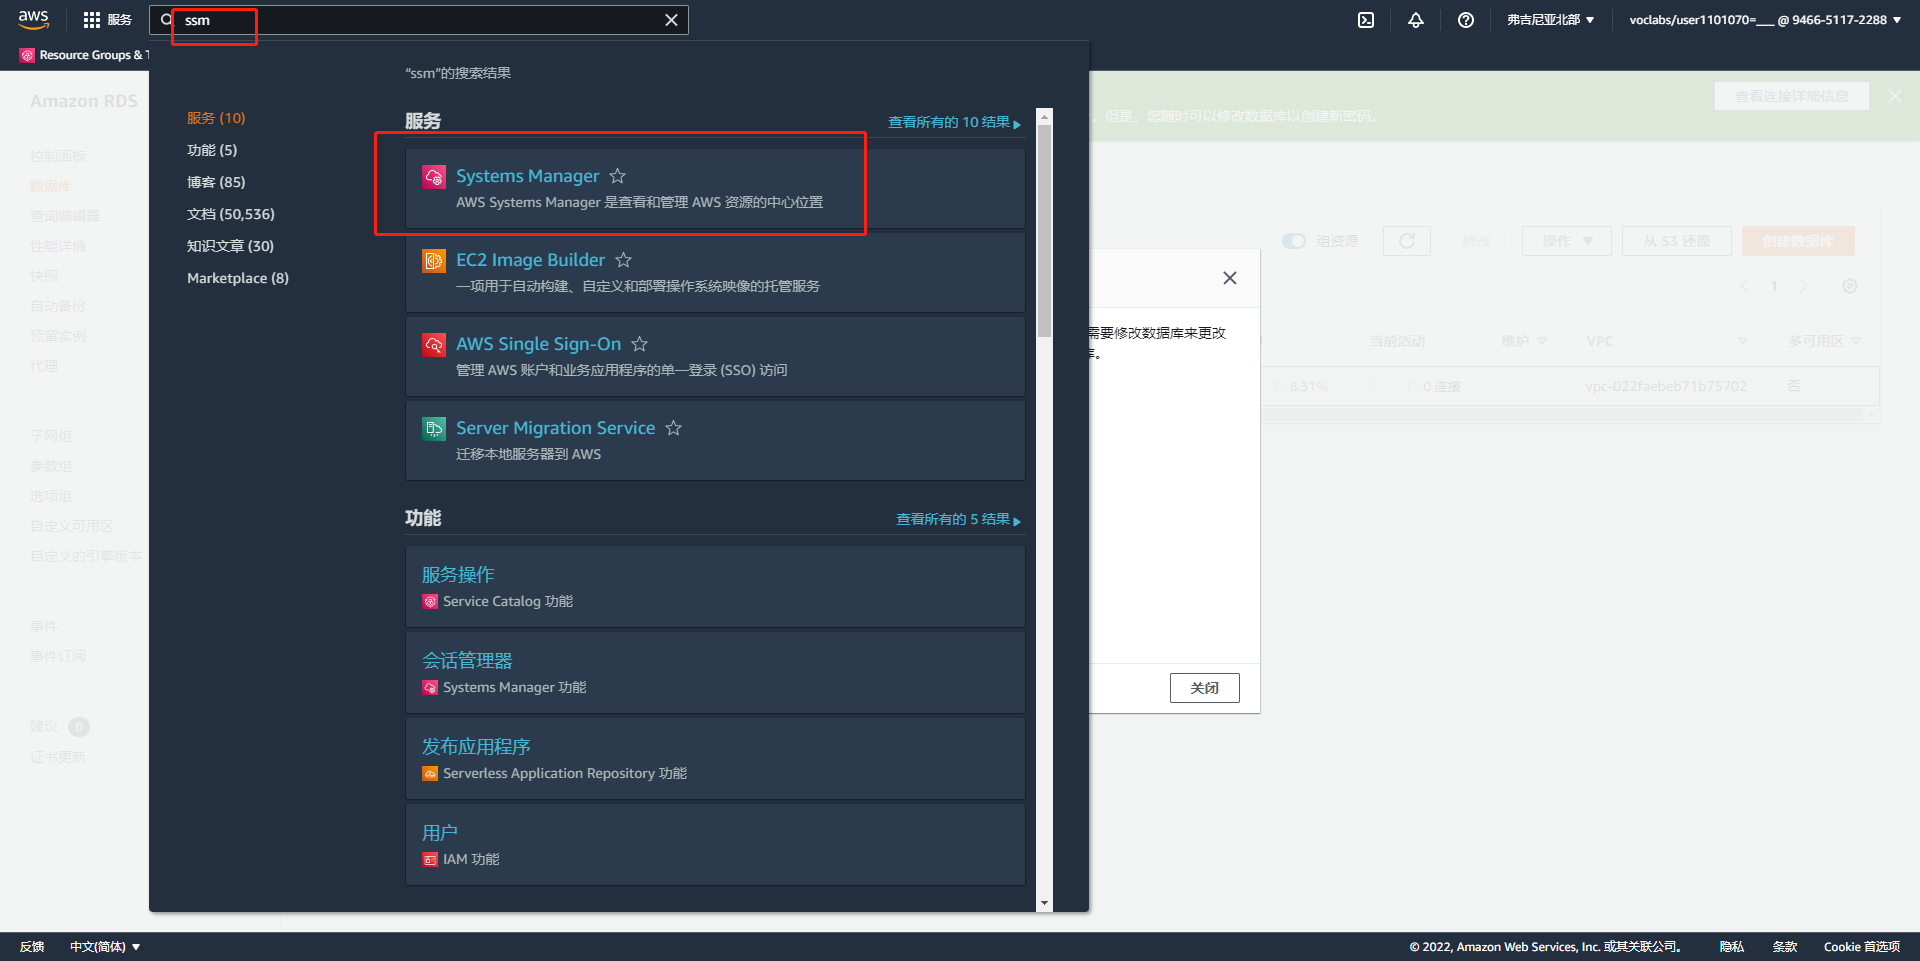 aws
服务
ssm
弗吉尼亚北部
voclabs/user1101070=___ @ 9466-5117-2288
Resource Groups & T
“ssm”的搜索结果
服务 (10)
功能 (5)
博客 (85)
文档 (50,536)
知识文章 (30)
Marketplace (8)
服务
查看所有的 10 结果
Systems Manager
AWS Systems Manager 是查看和管理 AWS 资源的中心位置
EC2 Image Builder
一项用于自动构建、自定义和部署操作系统映像的托管服务
AWS Single Sign-On
管理 AWS 账户和业务应用程序的单一登录 (SSO) 访问
Server Migration Service
迁移本地服务器到 AWS
功能
查看所有的 5 结果
服务操作
Service Catalog 功能
会话管理器
Systems Manager 功能
发布应用程序
Serverless Application Repository 功能
用户
IAM 功能
Amazon RDS
控制面板
数据库
查询编辑器
性能详情
快照
自动备份
预留实例
代理
子网组
参数组
选项组
自定义可用区
自定义的引擎版本
事件
事件订阅
建议 0
证书更新
查看连接详细信息
。但是，您随时可以修改数据库以创建新密码。
组资源
修改
操作
从 S3 还原
创建数据库
1
当前活动
维护
VPC
多可用区
8.31%
0 连接
vpc-022faebeb71b75702
否
需要修改数据库来更改
。
关闭
反馈
中文(简体)
© 2022, Amazon Web Services, Inc. 或其关联公司。
隐私
条款
Cookie 首选项